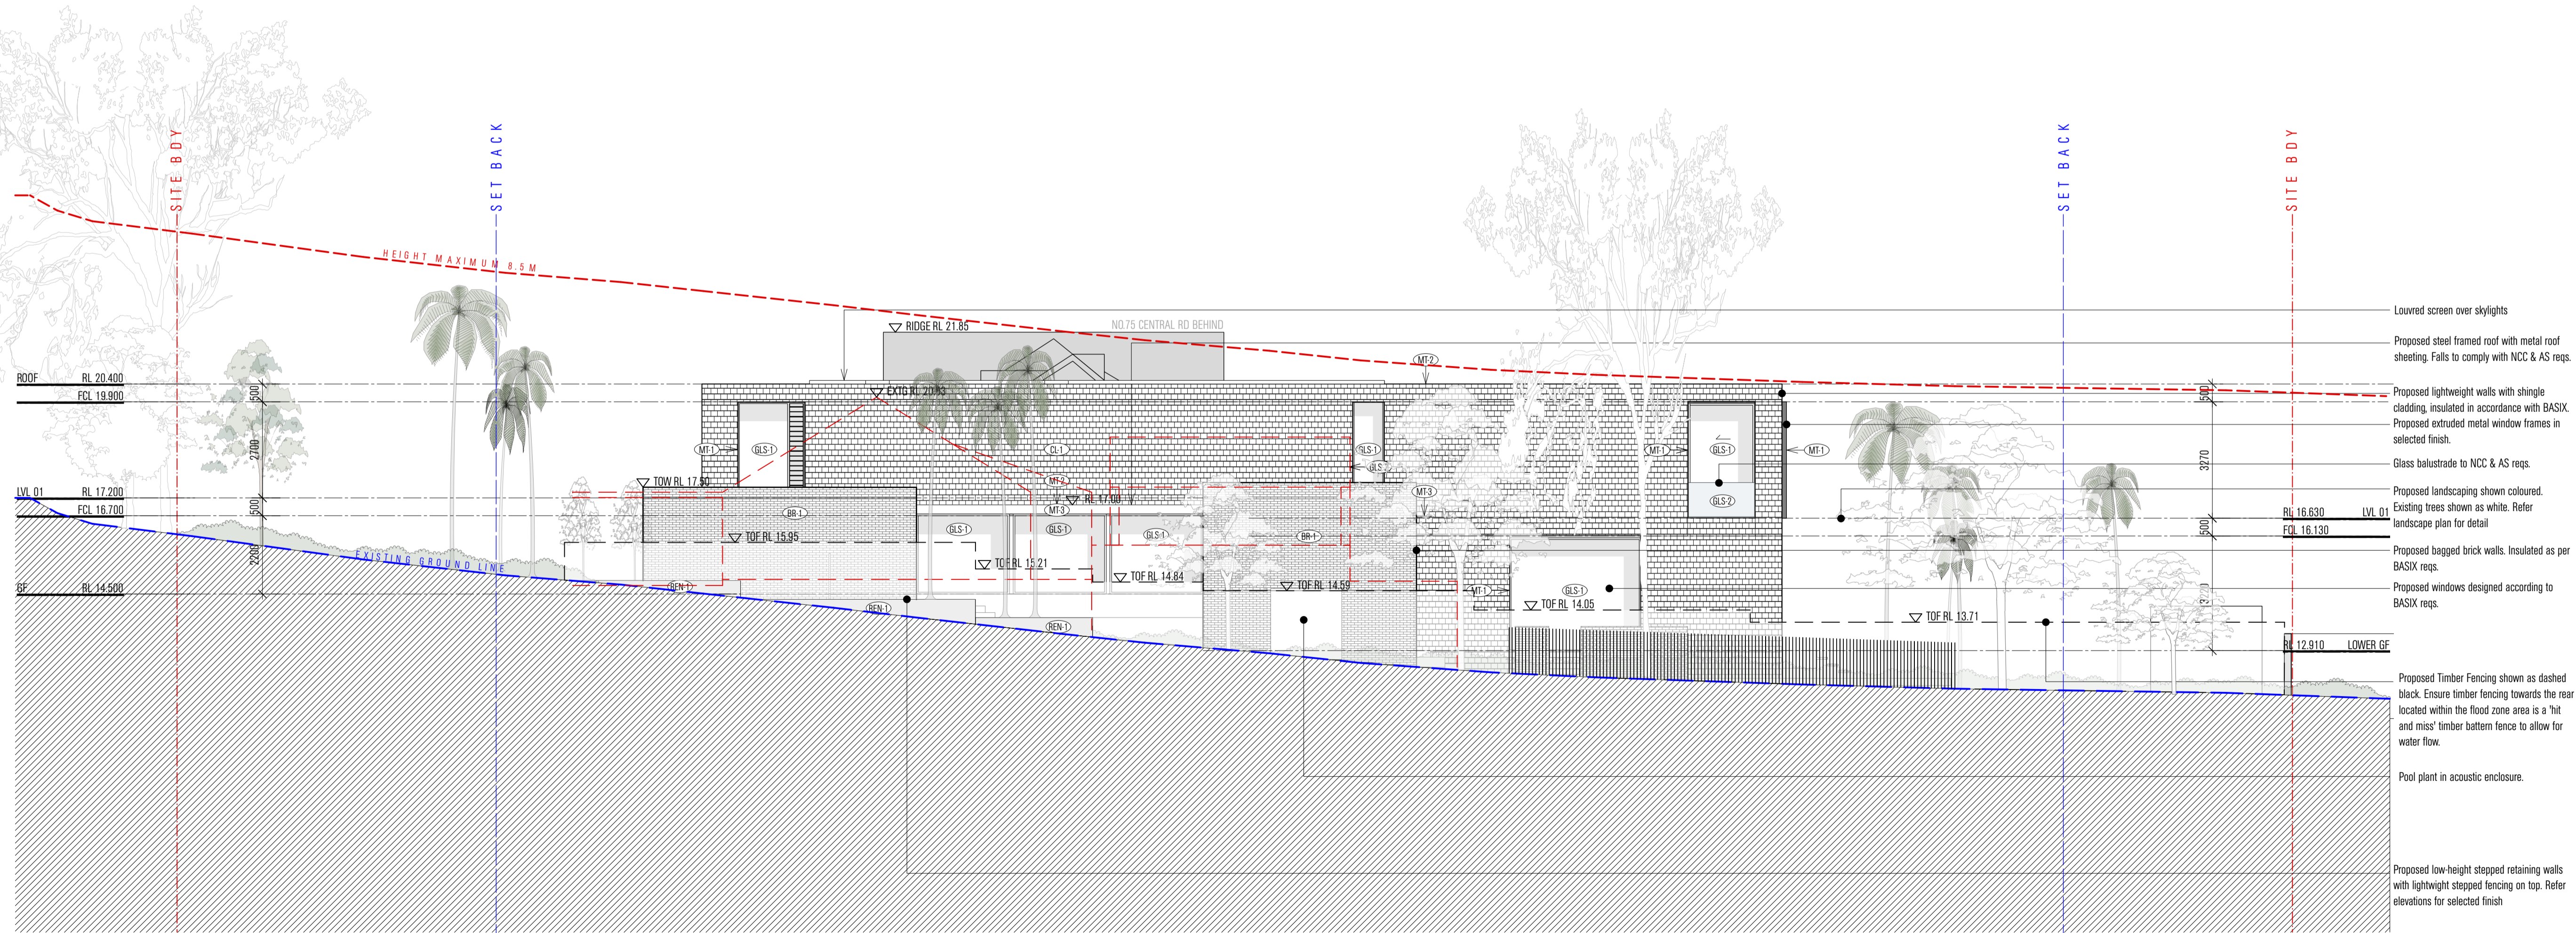 SITE BDY
SET BACK
SET BACK
SITE BDY
HEIGHT MAXIMUM 8.5 M
Louvred screen over skylights
RIDGE RL 21.85
NO.75 CENTRAL RD BEHIND
Proposed steel framed roof with metal roof
sheeting. Falls to comply with NCC & AS reqs.
MT-2
ROOF RL 20.400
FCL 19.900
500
EXTG RL 20.
500
Proposed lightweight walls with shingle
cladding, insulated in accordance with BASIX.
Proposed extruded metal window frames in
selected finish.
2700
MT-1
GLS-1
CL-1
GLS-1
GLS
MT-1
GLS-1
MT-1
3270
Glass balustrade to NCC & AS reqs.
MT-2
TOW RL 17.50
LVL 01 RL 17.200
FCL 16.700
500
RL 17.00
MT-3
MT-3
GLS-2
Proposed landscaping shown coloured.
Existing trees shown as white. Refer
landscape plan for detail
RL 16.630 LVL 01
FCL 16.130
500
BR-1
GLS-1
GLS-1
GLS-1
BR-1
TOF RL 15.95
Proposed bagged brick walls. Insulated as per
BASIX reqs.
2200
EXISTING GROUND LINE
TOF RL 15.21
TOF RL 14.84
TOF RL 14.59
GF RL 14.500
REN-1
MT-1
GLS-1
Proposed windows designed according to
BASIX reqs.
REN-1
REN-1
REN-1
TOF RL 14.05
TOF RL 13.71
RL 12.910 LOWER GF
Proposed Timber Fencing shown as dashed
black. Ensure timber fencing towards the rear
located within the flood zone area is a 'hit
and miss' timber battern fence to allow for
water flow.
Pool plant in acoustic enclosure.
Proposed low-height stepped retaining walls
with lightwight stepped fencing on top. Refer
elevations for selected finish